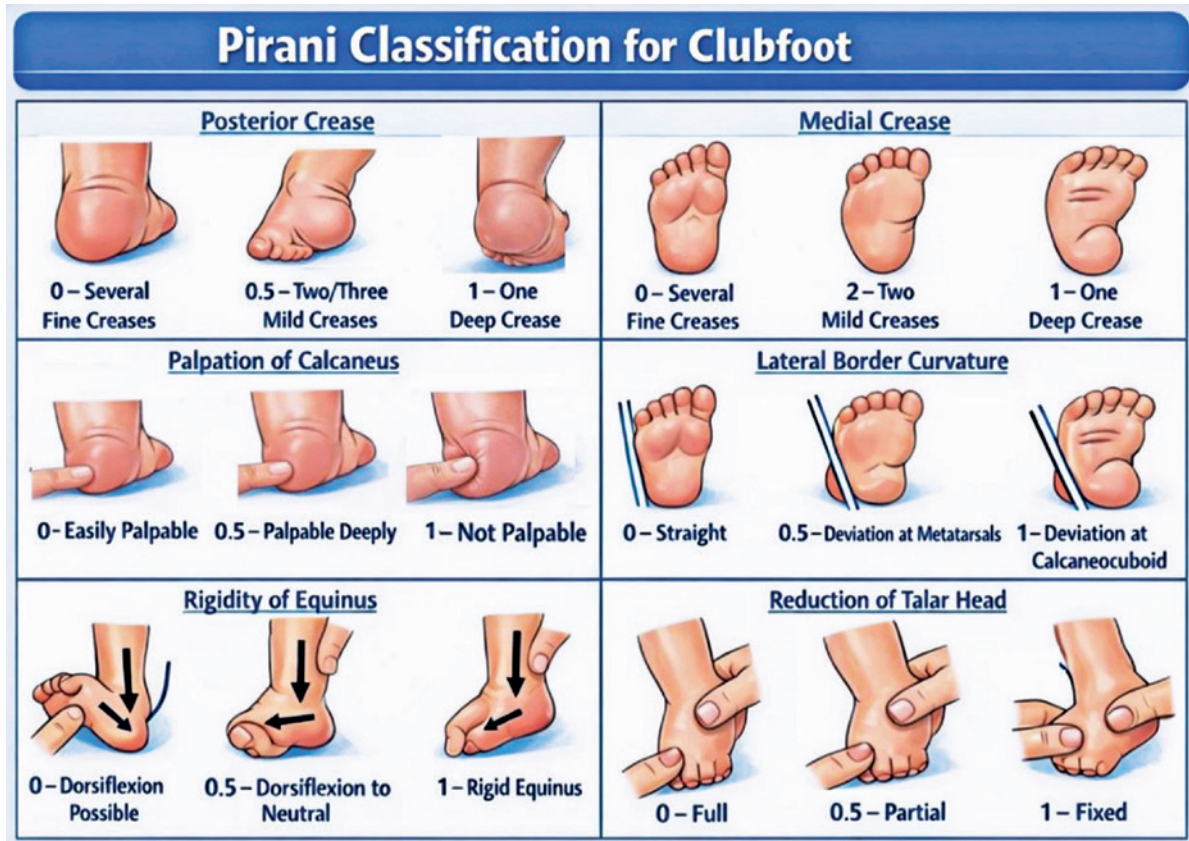 Pirani Classification for Clubfoot
Posterior Crease
0 – Several
Fine Creases
0.5 – Two/Three
Mild Creases
1 – One
Deep Crease
Medial Crease
0 – Several
Fine Creases
2 – Two
Mild Creases
1 – One
Deep Crease
Palpation of Calcaneus
0 – Easily Palpable
0.5 – Palpable Deeply
1 – Not Palpable
Lateral Border Curvature
0 – Straight
0.5 – Deviation at Metatarsals
1 – Deviation at
Calcaneocuboid
Rigidity of Equinus
0 – Dorsiflexion
Possible
0.5 – Dorsiflexion to
Neutral
1 – Rigid Equinus
Reduction of Talar Head
0 – Full
0.5 – Partial
1 – Fixed